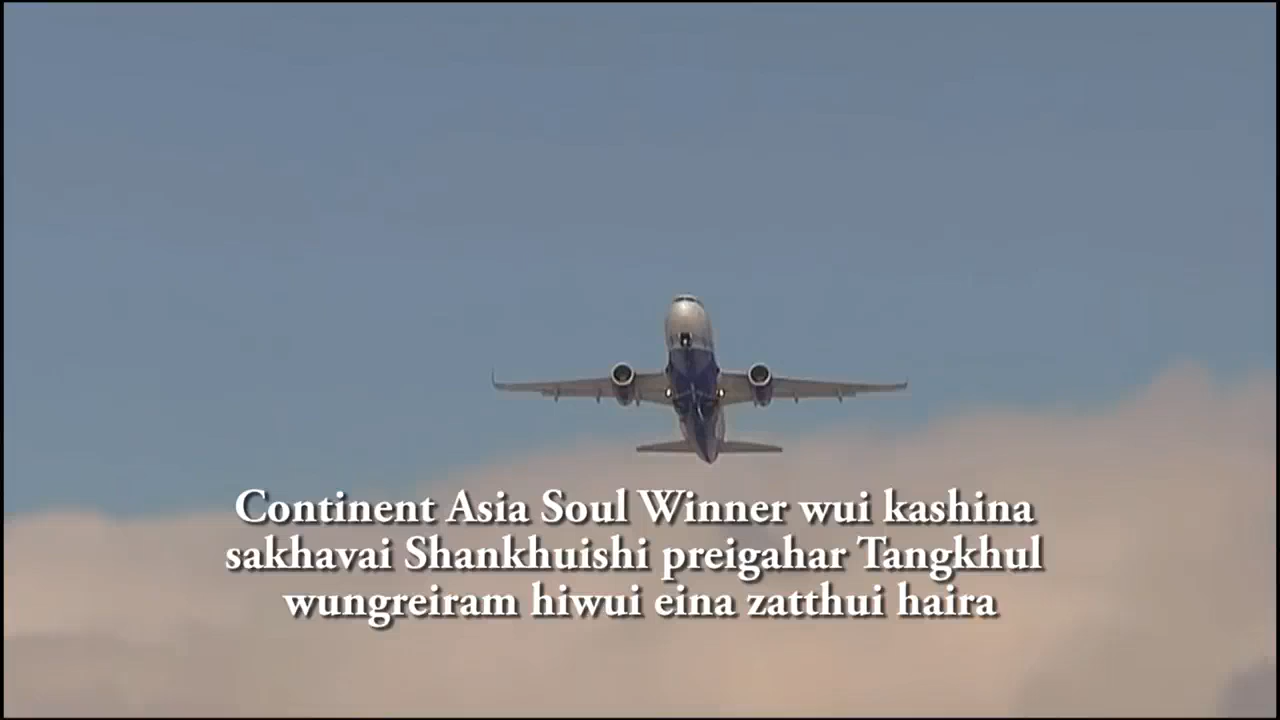 Continent Asia Soul Winner wui kashina
sakhavai Shankhuishi preigahar Tangkhul
wungreiram hiwui eina zatthui haira